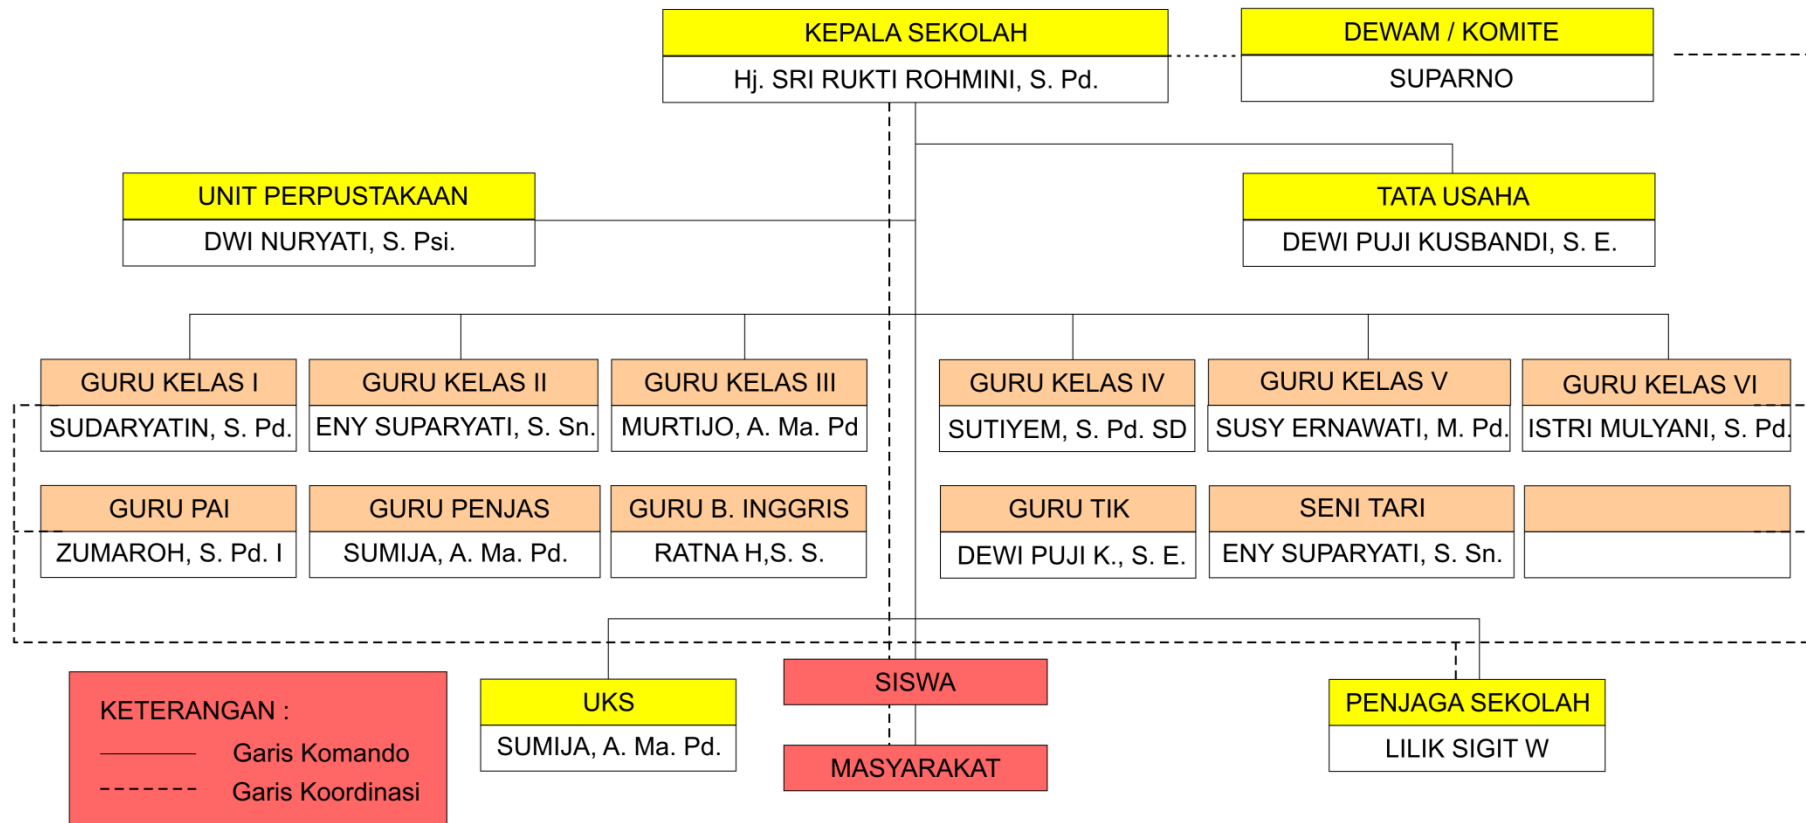 KEPALA SEKOLAH
Hj. SRI RUKTI ROHMINI, S. Pd.
DEWAM / KOMITE
SUPARNO
UNIT PERPUSTAKAAN
DWI NURYATI, S. Psi.
TATA USAHA
DEWI PUJI KUSBANDI, S. E.
GURU KELAS I
SUDARYATIN, S. Pd.
GURU KELAS II
ENY SUPARYATI, S. Sn.
GURU KELAS III
MURTIJO, A. Ma. Pd
GURU KELAS IV
SUTIYEM, S. Pd. SD
GURU KELAS V
SUSY ERNAWATI, M. Pd.
GURU KELAS VI
ISTRI MULYANI, S. Pd.
GURU PAI
ZUMAROH, S. Pd. I
GURU PENJAS
SUMIJA, A. Ma. Pd.
GURU B. INGGRIS
RATNA H,S. S.
GURU TIK
DEWI PUJI K., S. E.
SENI TARI
ENY SUPARYATI, S. Sn.
KETERANGAN :
Garis Komando
Garis Koordinasi
UKS
SUMIJA, A. Ma. Pd.
SISWA
MASYARAKAT
PENJAGA SEKOLAH
LILIK SIGIT W